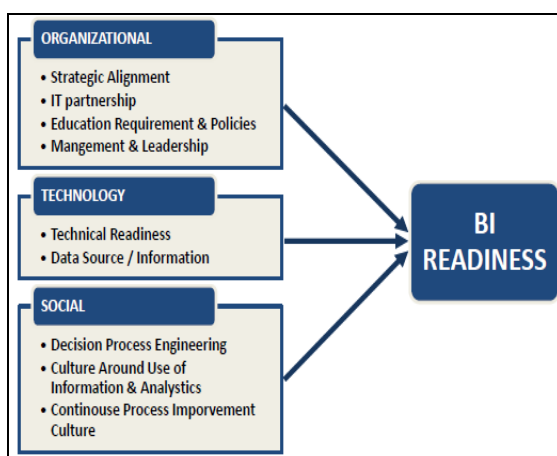 ORGANIZATIONAL
• Strategic Alignment
• IT partnership
• Education Requirement & Policies
• Mangement & Leadership
TECHNOLOGY
• Technical Readiness
• Data Source / Information
SOCIAL
• Decision Process Engineering
• Culture Around Use of
Information & Analystics
• Continouse Process Imporvement
Culture
BI
READINESS